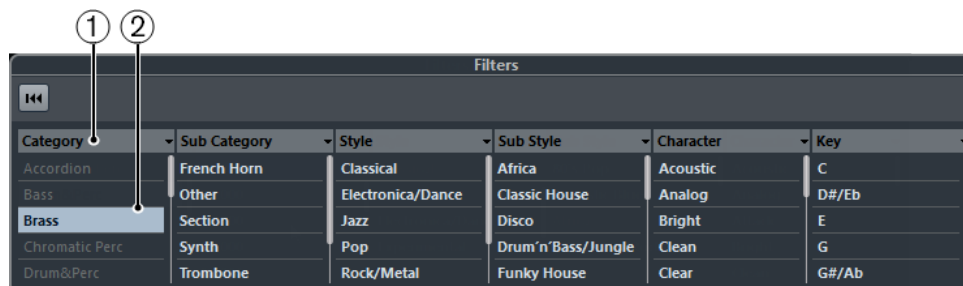 1 2
Filters
Category Sub Category Style Sub Style Character Key
Accordion French Horn Classical Africa Acoustic C
Bass Other Electronica/Dance Classic House Analog D#/Eb
Brass Section Jazz Disco Bright E
Chromatic Perc Synth Pop Drum´n´Bass/Jungle Clean G
Drum&Perc Trombone Rock/Metal Funky House Clear G#/Ab